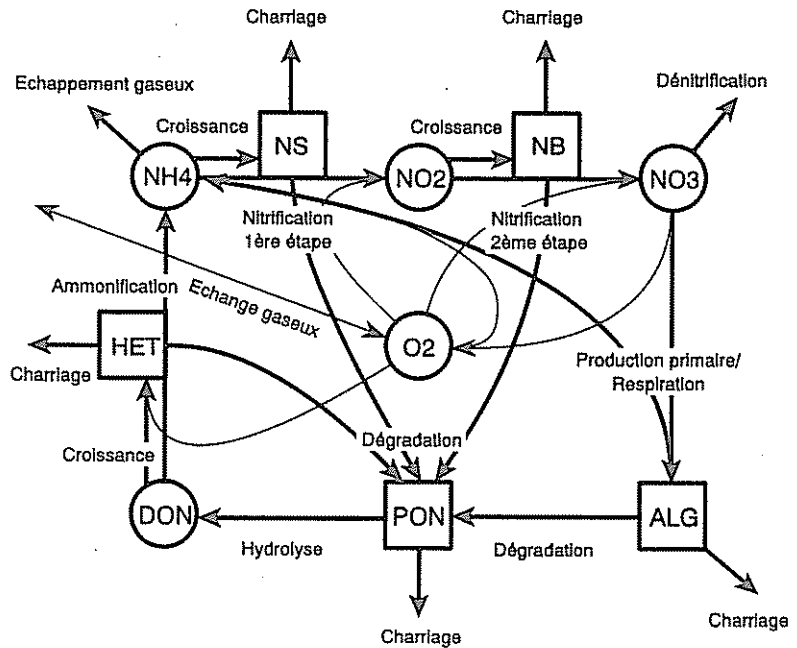 Charriage
Charriage
Echappement gaseux
Dénitrification
Croissance
Croissance
NS
NB
NH4
NO2
NO3
Nitrification
1ère étape
Nitrification
2ème étape
Ammonification
Echange gaseux
HET
O2
Charriage
Production primaire/
Respiration
Croissance
Dégradation
DON
PON
ALG
Hydrolyse
Dégradation
Charriage
Charriage